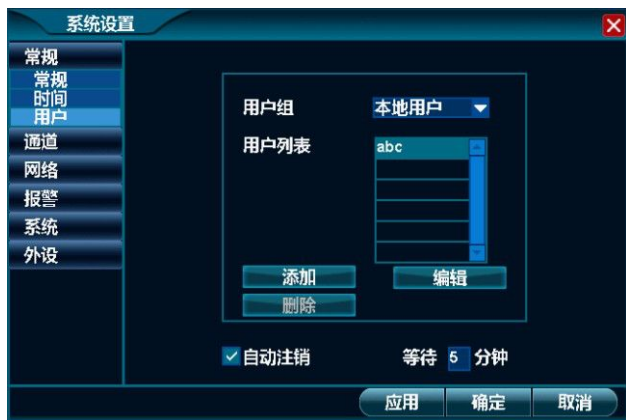 系统设置
常规
常规
时间
用户
通道
网络
报警
系统
外设
用户组 本地用户
用户列表 abc
添加 编辑
删除
自动注销 等待 5 分钟
应用 确定 取消